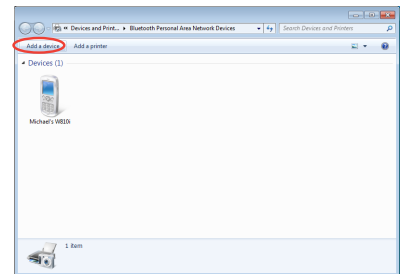 « Devices and Print... ▸ Bluetooth Personal Area Network Devices
Search Devices and Printers
Add a device
Add a printer
Devices (1)
Michael's W810i
1 item